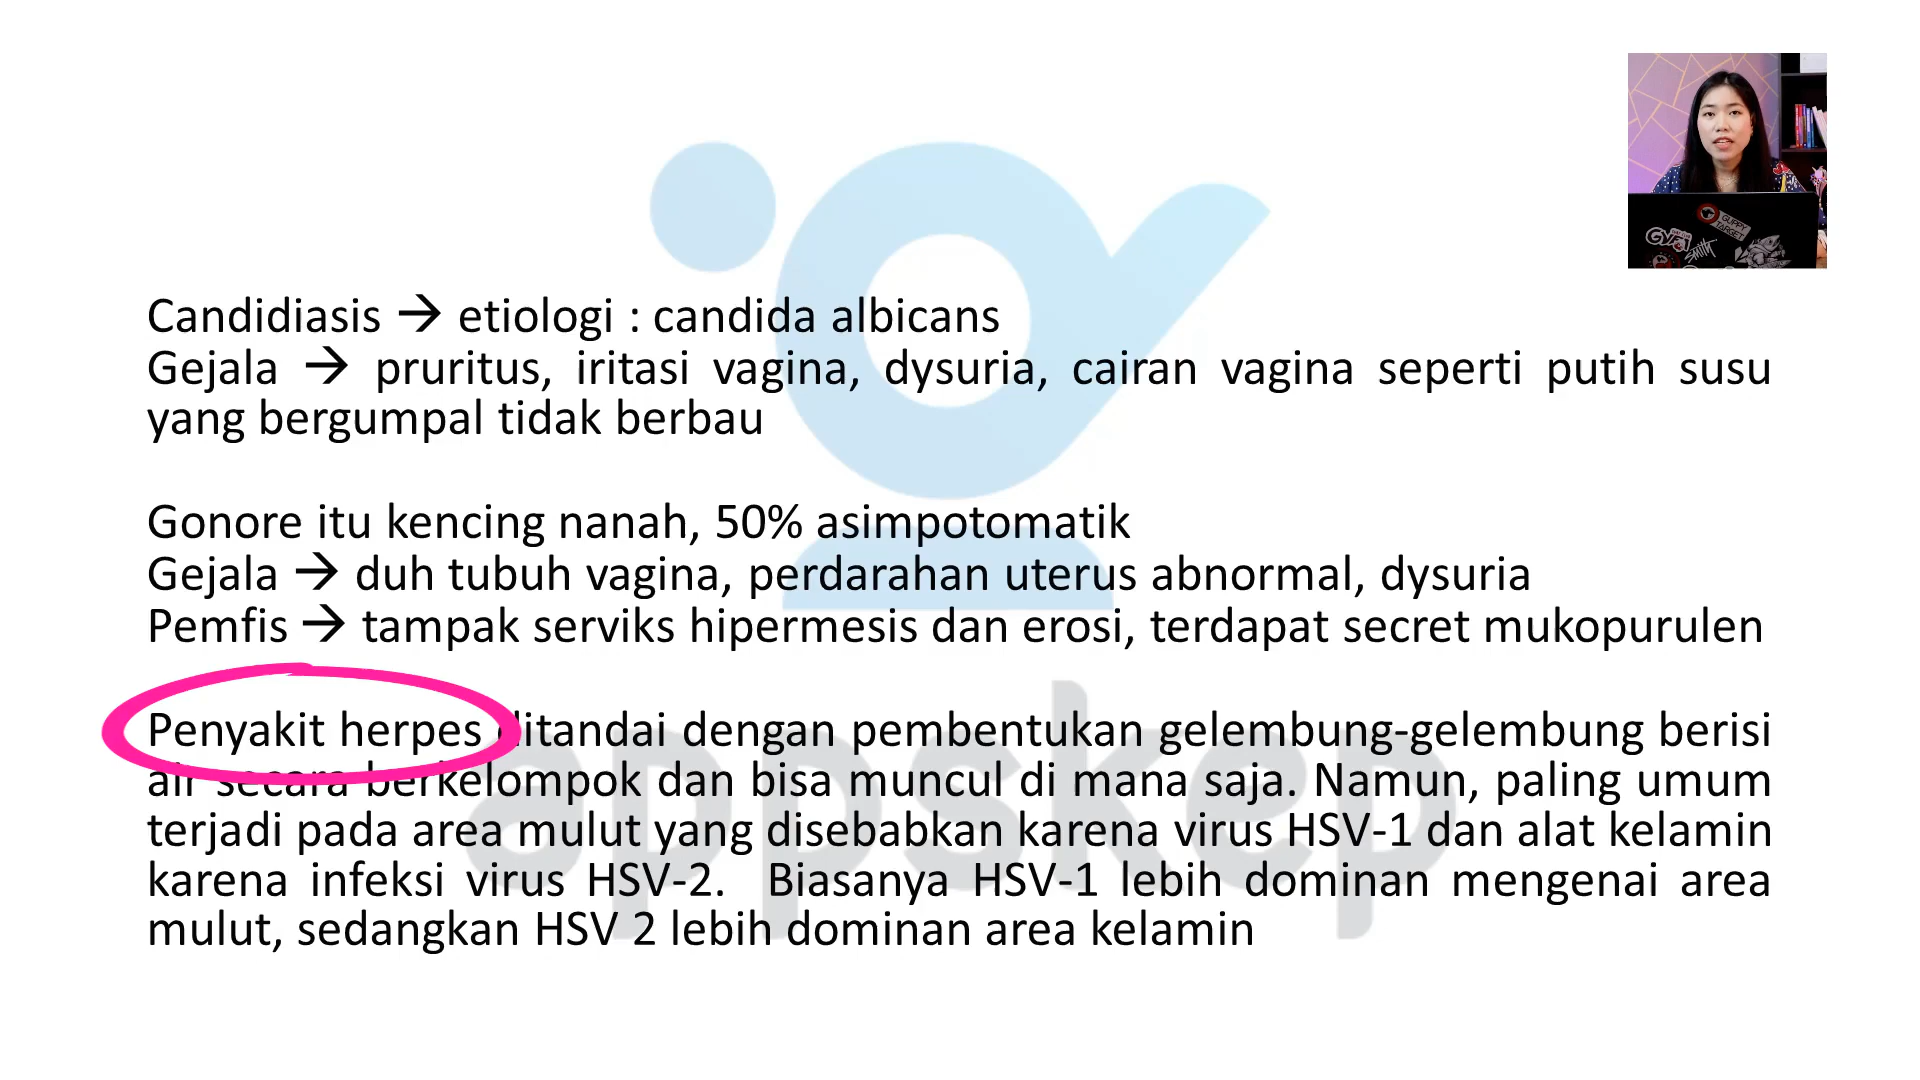 Candidiasis → etiologi : candida albicans
Gejala → pruritus, iritasi vagina, dysuria, cairan vagina seperti putih susu
yang bergumpal tidak berbau
Gonore itu kencing nanah, 50% asimpotomatik
Gejala → duh tubuh vagina, perdarahan uterus abnormal, dysuria
Pemfis → tampak serviks hipermesis dan erosi, terdapat secret mukopurulen
Penyakit herpes ditandai dengan pembentukan gelembung-gelembung berisi
air secara berkelompok dan bisa muncul di mana saja. Namun, paling umum
terjadi pada area mulut yang disebabkan karena virus HSV-1 dan alat kelamin
karena infeksi virus HSV-2. Biasanya HSV-1 lebih dominan mengenai area
mulut, sedangkan HSV 2 lebih dominan area kelamin
appskep